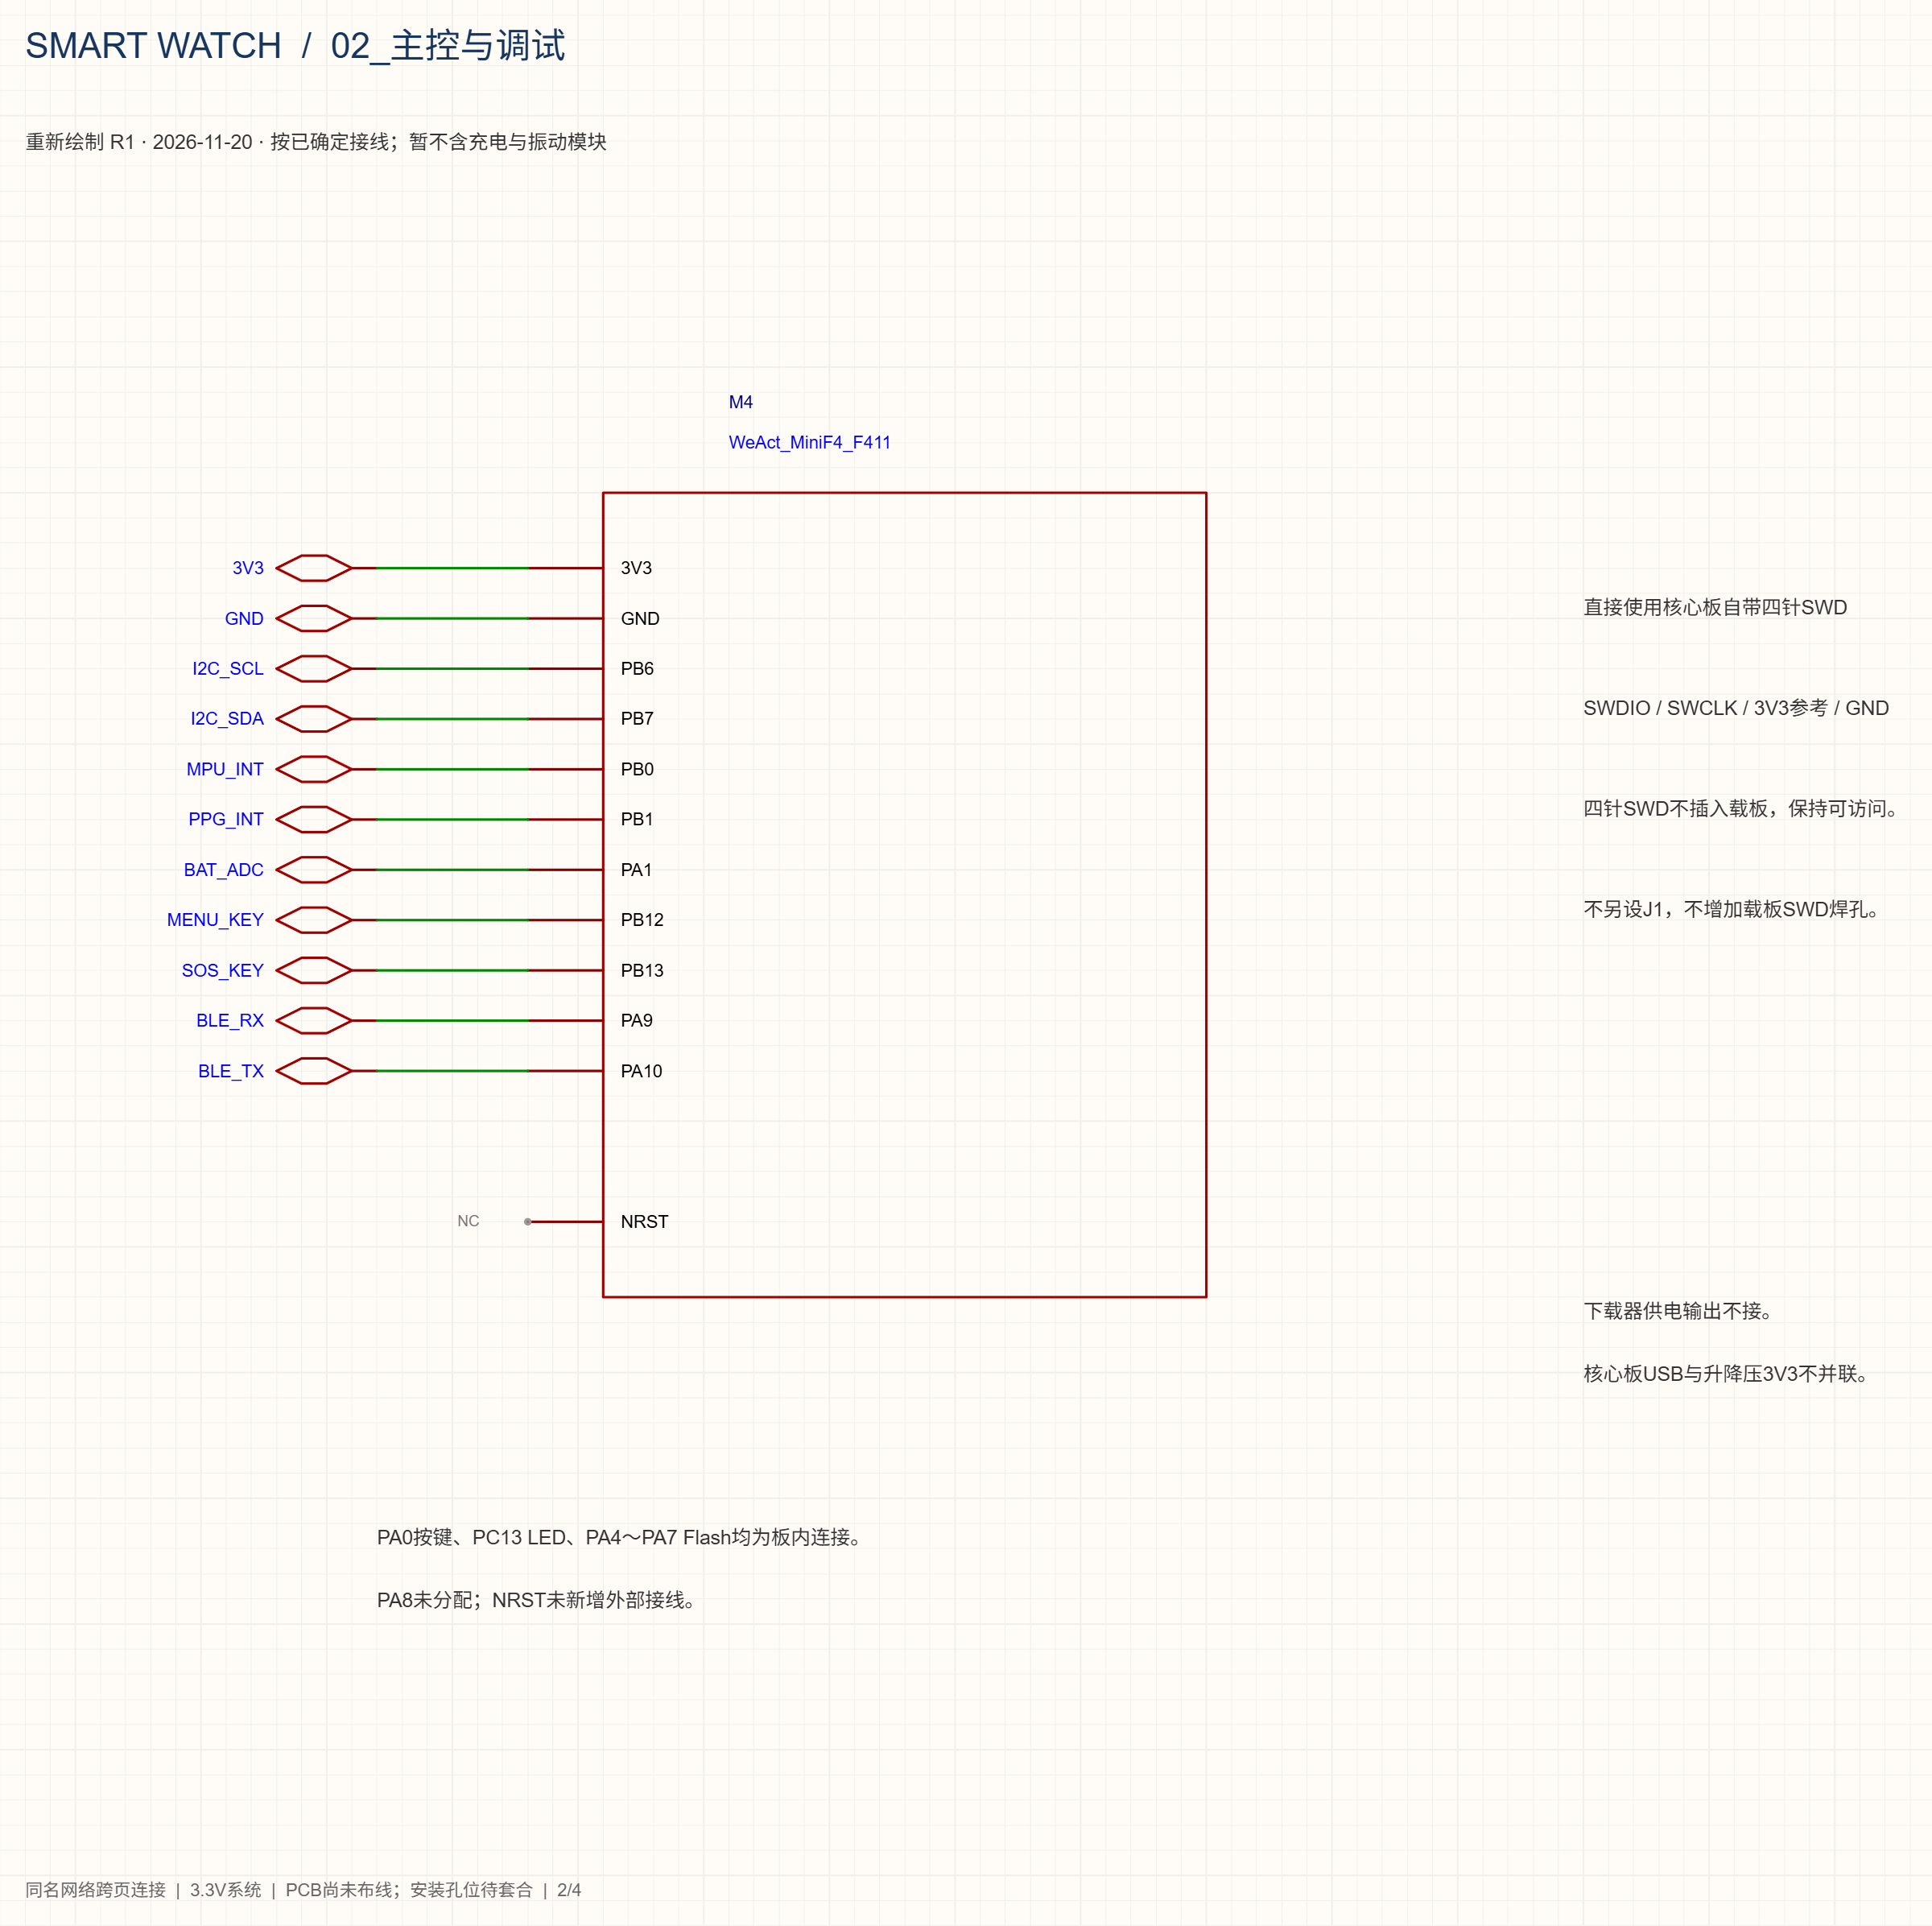 SMART WATCH / 02_主控与调试
重新绘制 R1 · 2026-11-20 · 按已确定接线；暂不含充电与振动模块
M4
WeAct_MiniF4_F411
3V3 3V3
GND GND
I2C_SCL PB6
I2C_SDA PB7
MPU_INT PB0
PPG_INT PB1
BAT_ADC PA1
MENU_KEY PB12
SOS_KEY PB13
BLE_RX PA9
BLE_TX PA10
NC NRST
直接使用核心板自带四针SWD
SWDIO / SWCLK / 3V3参考 / GND
四针SWD不插入载板，保持可访问。
不另设J1，不增加载板SWD焊孔。
下载器供电输出不接。
核心板USB与升降压3V3不并联。
PA0按键、PC13 LED、PA4～PA7 Flash均为板内连接。
PA8未分配；NRST未新增外部接线。
同名网络跨页连接 | 3.3V系统 | PCB尚未布线；安装孔位待套合 | 2/4